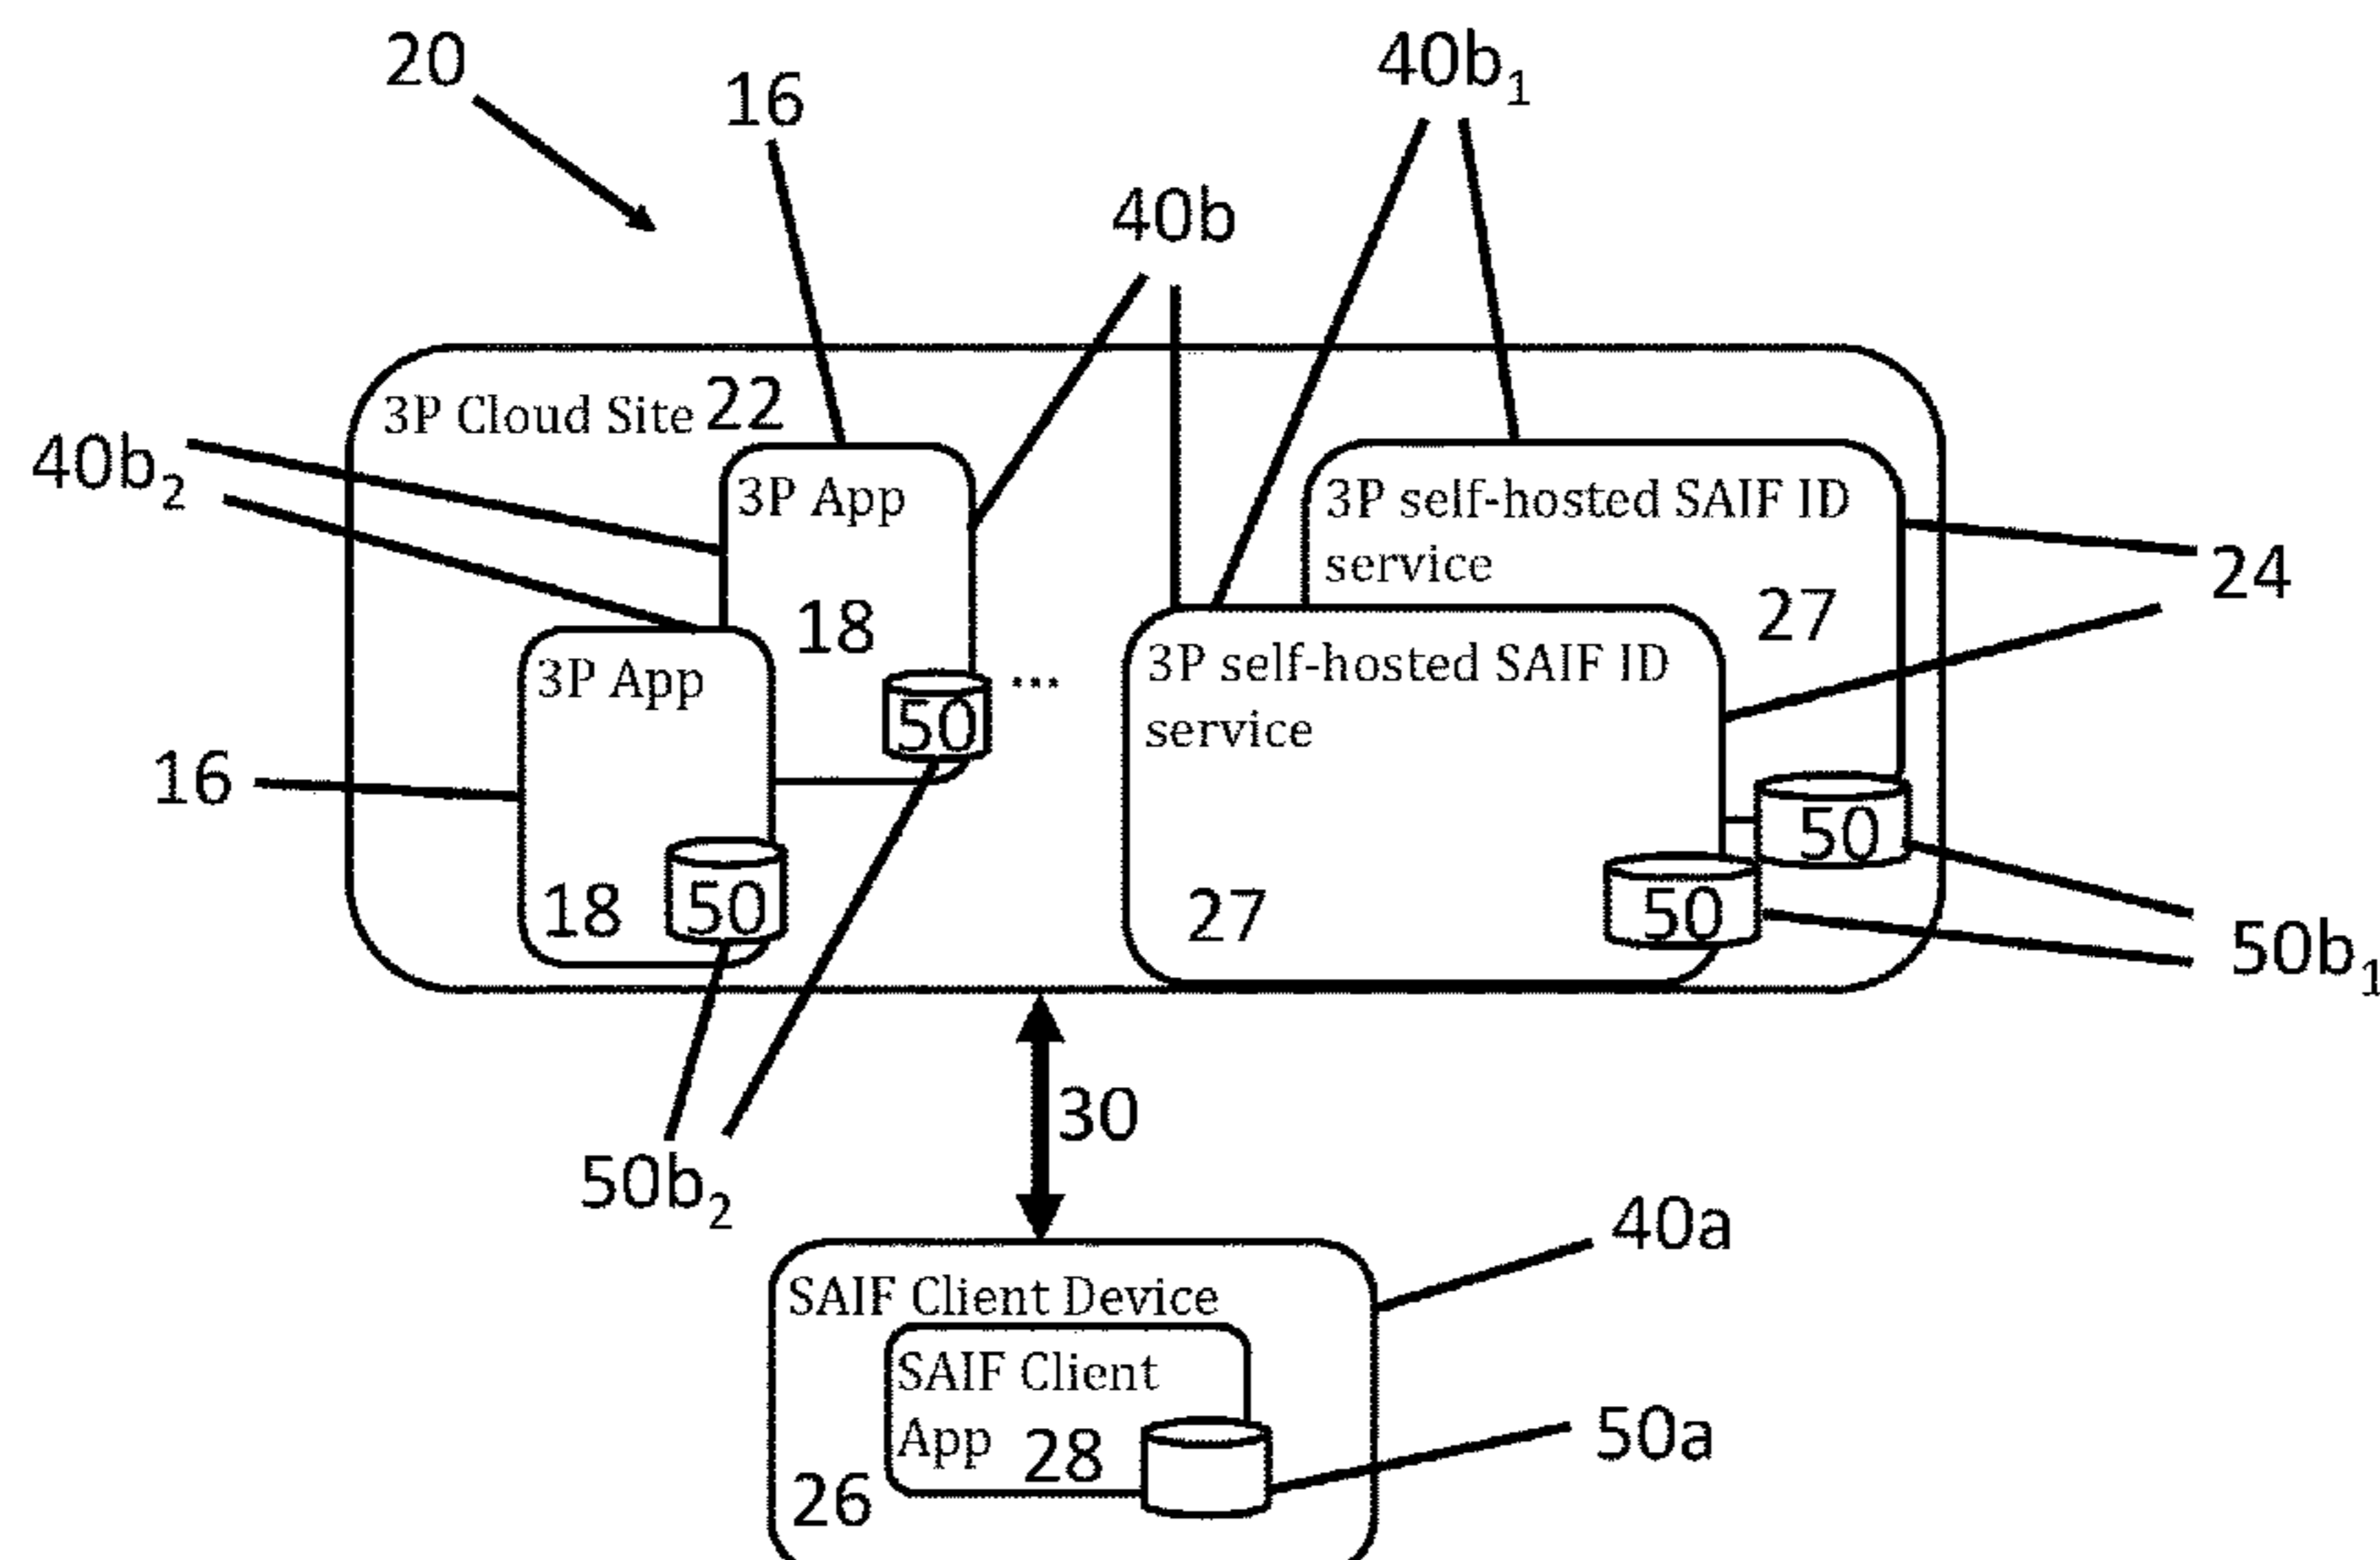 20
16
40b₁
40b
3P Cloud Site 22
40b₂
3P App
18
50
...
3P self-hosted SAIF ID
service
27
24
3P App
16
18
50
3P self-hosted SAIF ID
service
27
50
50
50b₁
30
50b₂
40a
SAIF Client Device
SAIF Client
App 28
26
50a